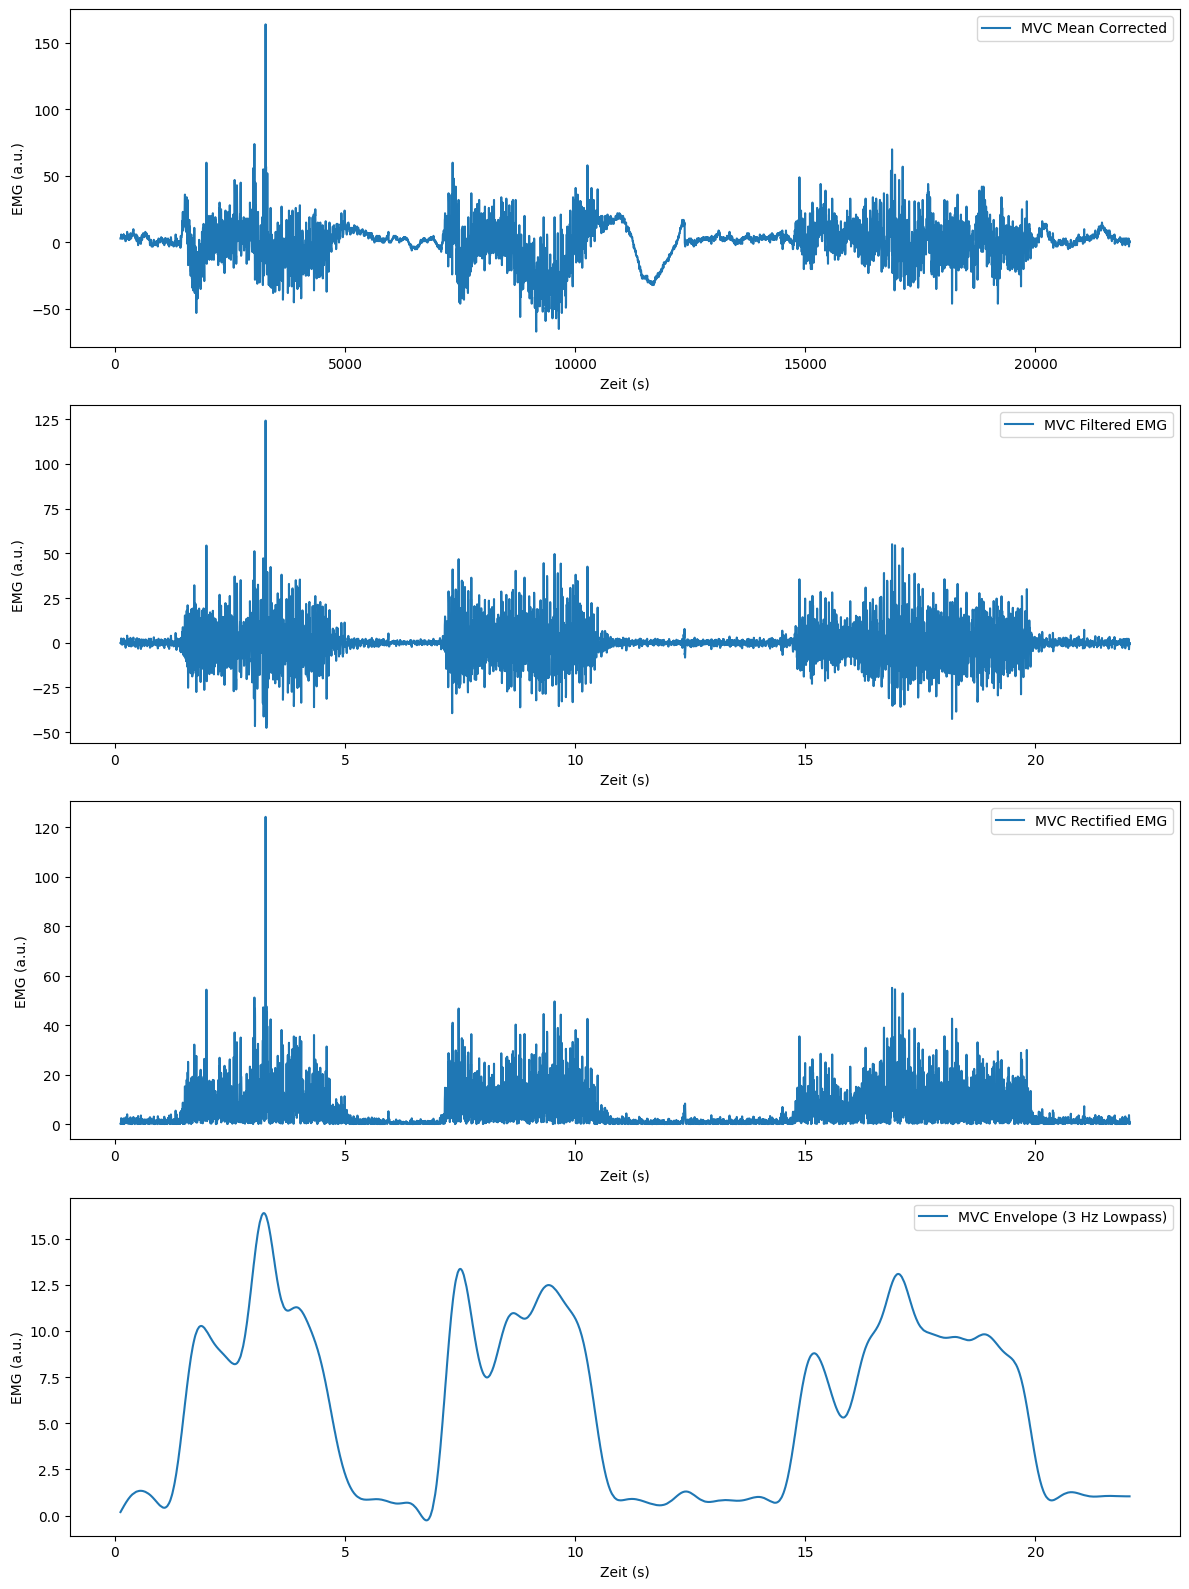 MVC Mean Corrected
EMG (a.u.)
150
100
50
0
−50
0 5000 10000 15000 20000
Zeit (s)
MVC Filtered EMG
EMG (a.u.)
125
100
75
50
25
0
−25
−50
0 5 10 15 20
Zeit (s)
MVC Rectified EMG
EMG (a.u.)
120
100
80
60
40
20
0
0 5 10 15 20
Zeit (s)
MVC Envelope (3 Hz Lowpass)
EMG (a.u.)
15.0
12.5
10.0
7.5
5.0
2.5
0.0
0 5 10 15 20
Zeit (s)